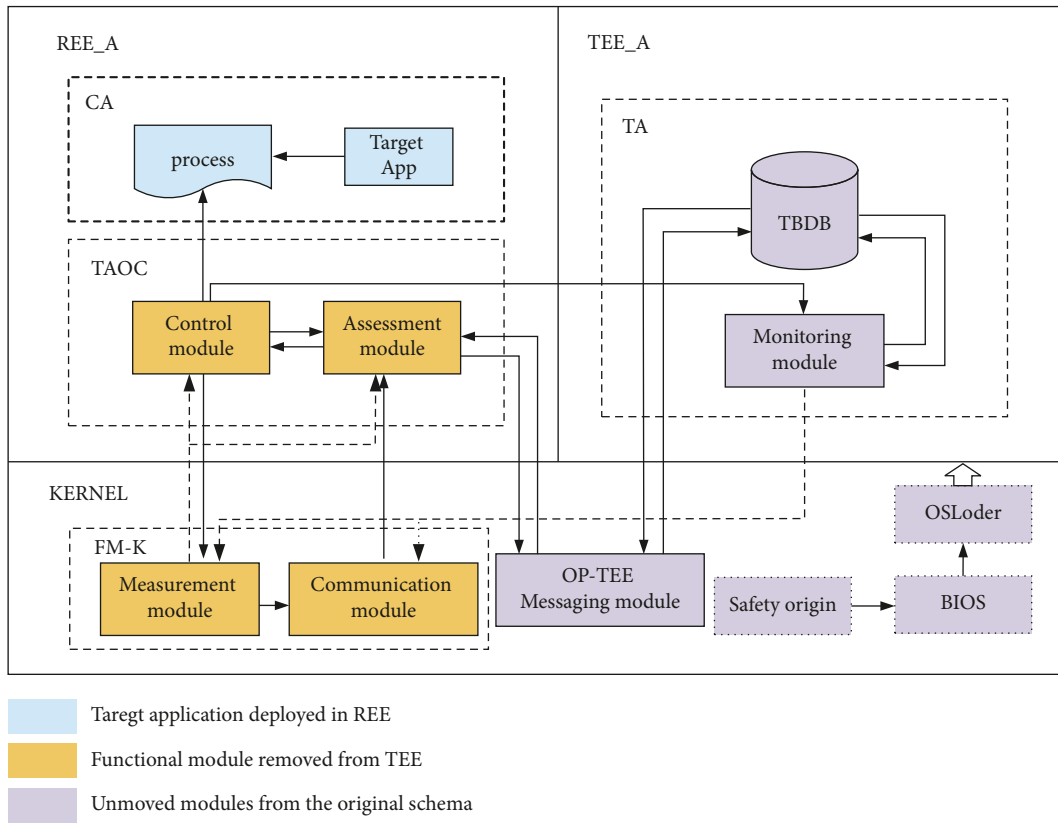 REE_A
CA
process
Target
App
TAOC
Control
module
Assessment
module
TEE_A
TA
TBDB
Monitoring
module
KERNEL
FM-K
Measurement
module
Communication
module
OP-TEE
Messaging module
Safety origin
BIOS
OSLoder
Taregt application deployed in REE
Functional module removed from TEE
Unmoved modules from the original schema